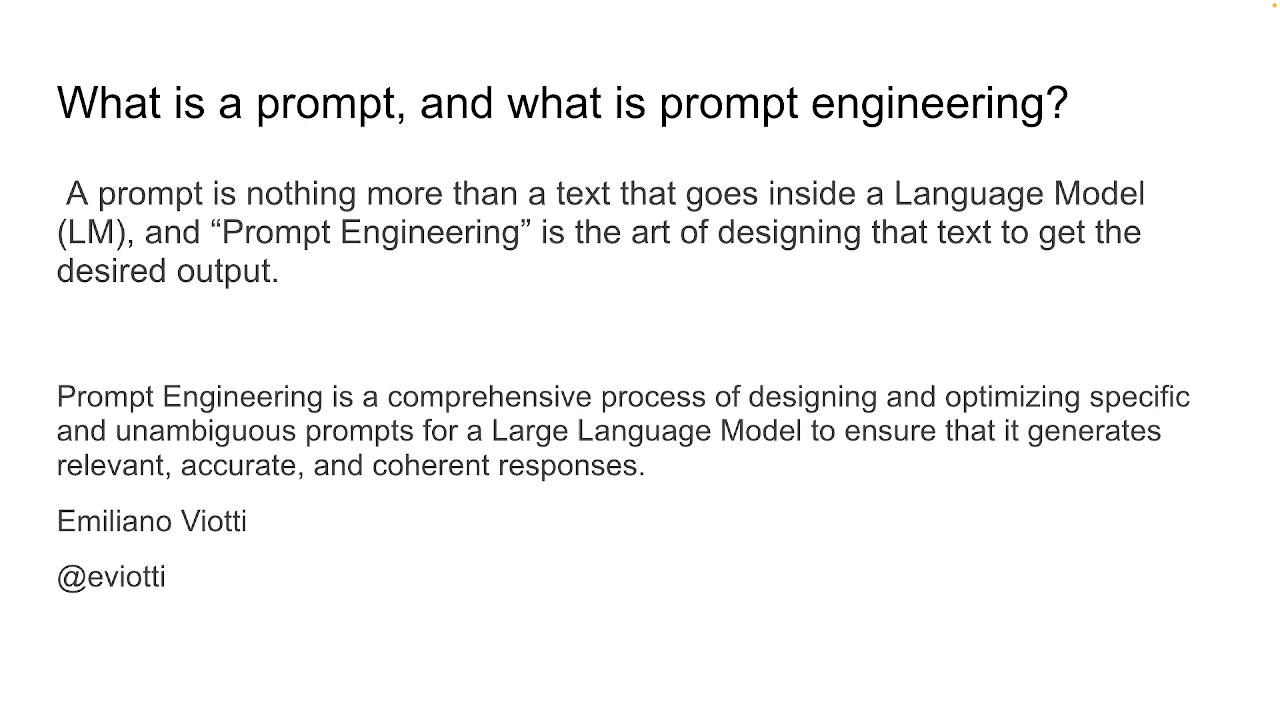 What is a prompt, and what is prompt engineering?
A prompt is nothing more than a text that goes inside a Language Model
(LM), and “Prompt Engineering” is the art of designing that text to get the
desired output.
Prompt Engineering is a comprehensive process of designing and optimizing specific
and unambiguous prompts for a Large Language Model to ensure that it generates
relevant, accurate, and coherent responses.
Emiliano Viotti
@eviotti